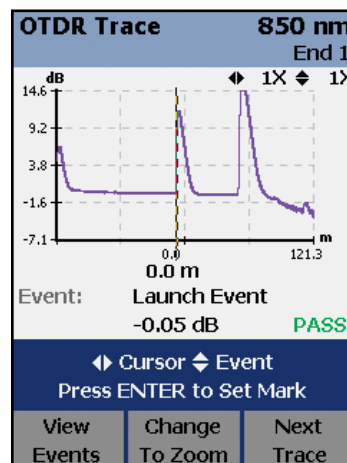 OTDR Trace 850 nm
End 1
dB 1X 1X
14.6
9.2
3.8
-1.6
-7.1
0.0 121.3 m
0.0 m
Event: Launch Event
-0.05 dB PASS
Cursor Event
Press ENTER to Set Mark
View Change Next
Events To Zoom Trace